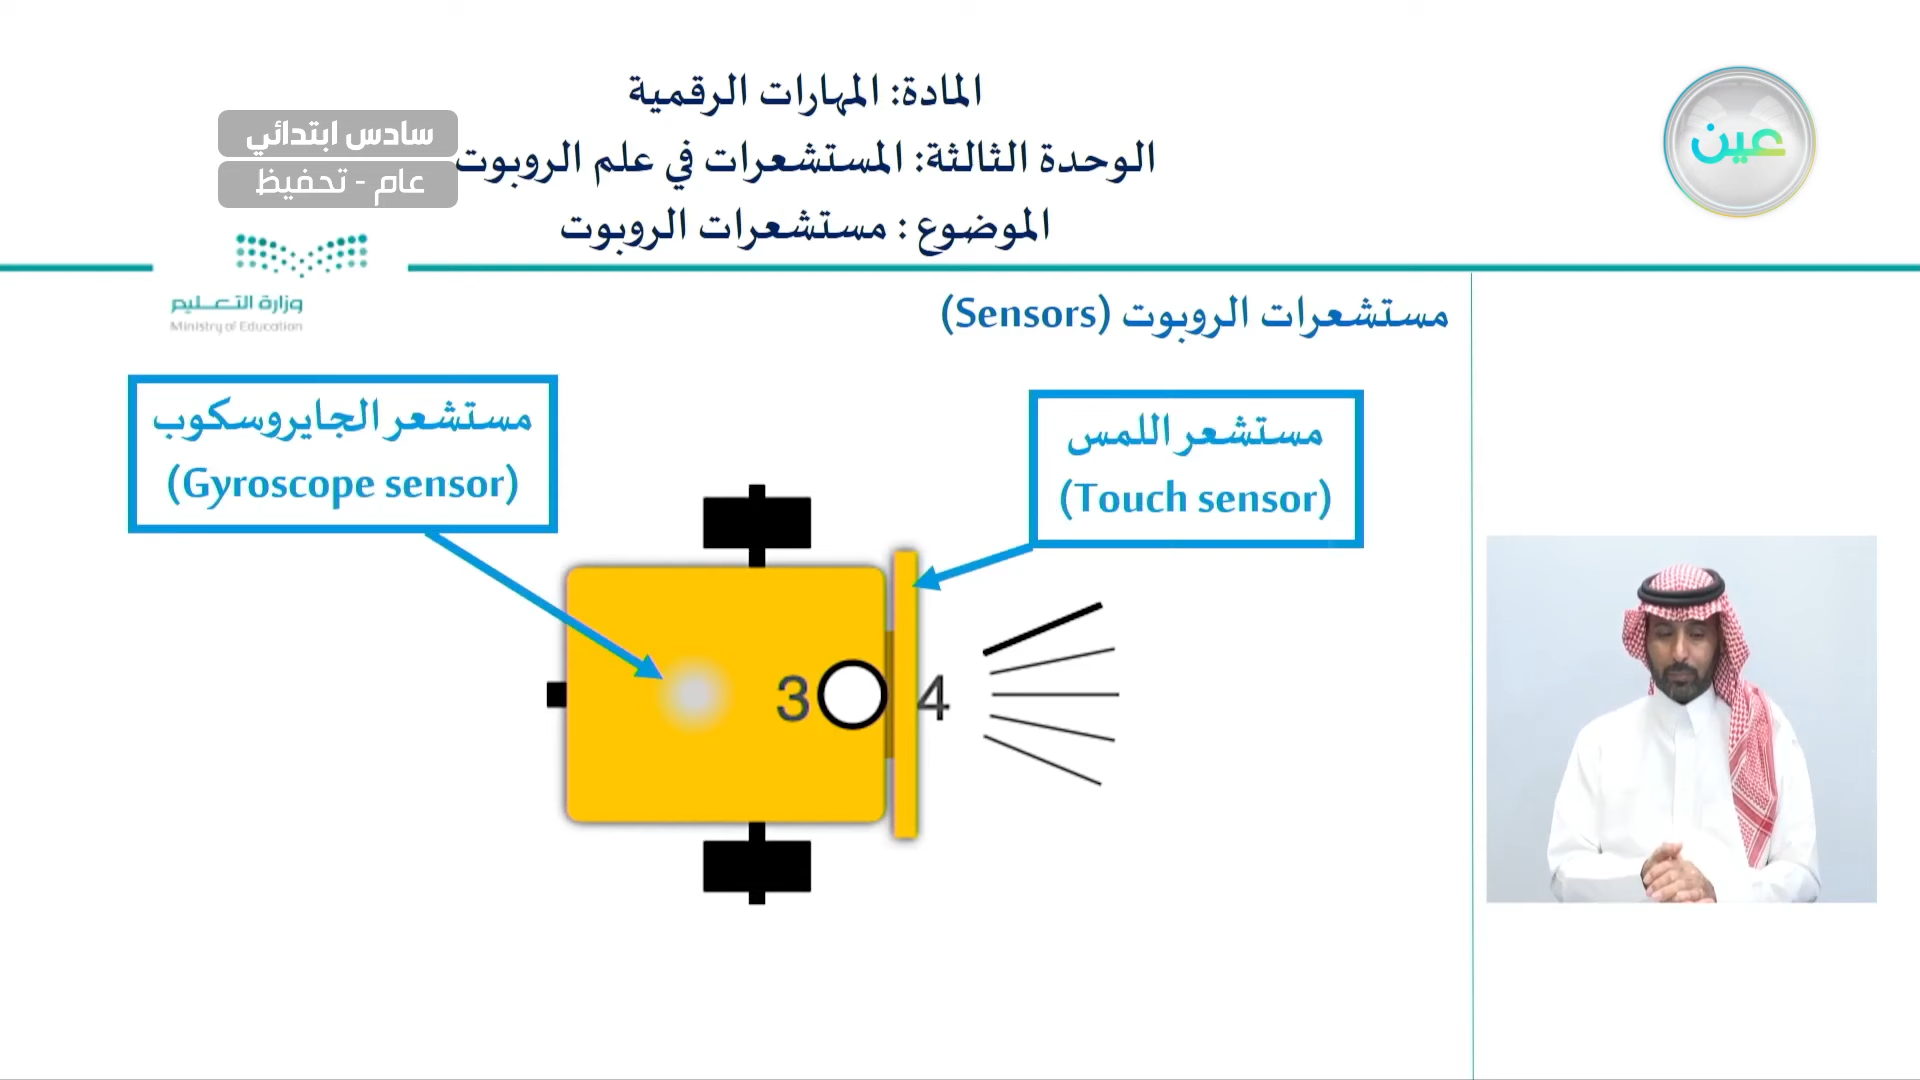 المادة: المهارات الرقمية
الوحدة الثالثة: المستشعرات في علم الروبوت
الموضوع : مستشعرات الروبوت
عين
سادس ابتدائي
عام - تحفيظ
وزارة التعليم
Ministry of Education
مستشعرات الروبوت (Sensors)
مستشعر اللمس
(Touch sensor)
مستشعر الجايروسكوب
(Gyroscope sensor)
3
4